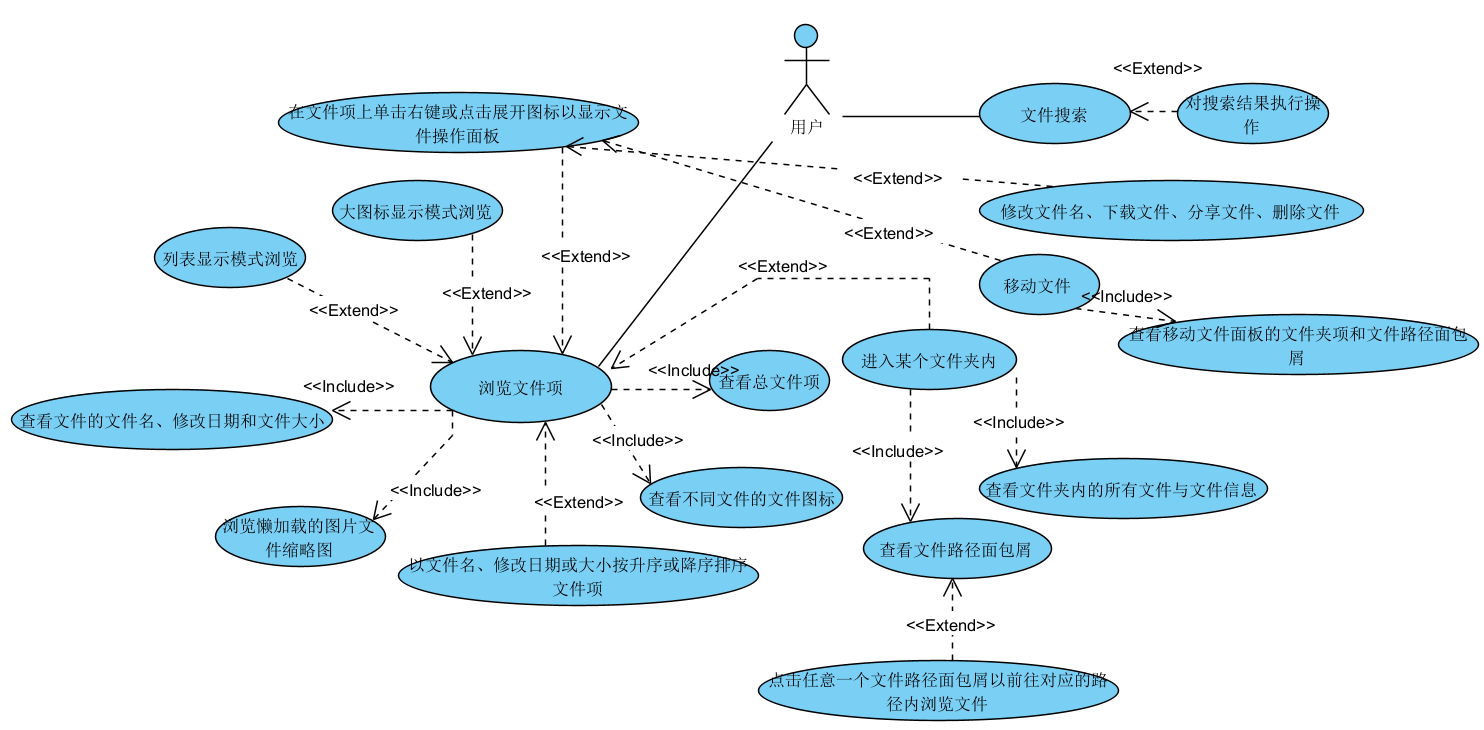 <<Extend>>
在文件项上单击右键或点击展开图标以显示文
件操作面板
用户
文件搜索
对搜索结果执行操
作
<<Extend>>
修改文件名、下载文件、分享文件、删除文件
大图标显示模式浏览
<<Extend>>
列表显示模式浏览
<<Extend>>
<<Extend>>
移动文件
<<Include>>
<<Extend>>
<<Extend>>
查看移动文件面板的文件夹项和文件路径面包
屑
进入某个文件夹内
<<Include>>
查看总文件项
浏览文件项
<<Include>>
查看文件的文件名、修改日期和文件大小
<<Include>>
<<Include>>
<<Include>>
<<Include>>
查看不同文件的文件图标
查看文件夹内的所有文件与文件信息
<<Extend>>
浏览懒加载的图片文
件缩略图
查看文件路径面包屑
以文件名、修改日期或大小按升序或降序排序
文件项
<<Extend>>
点击任意一个文件路径面包屑以前往对应的路
径内浏览文件